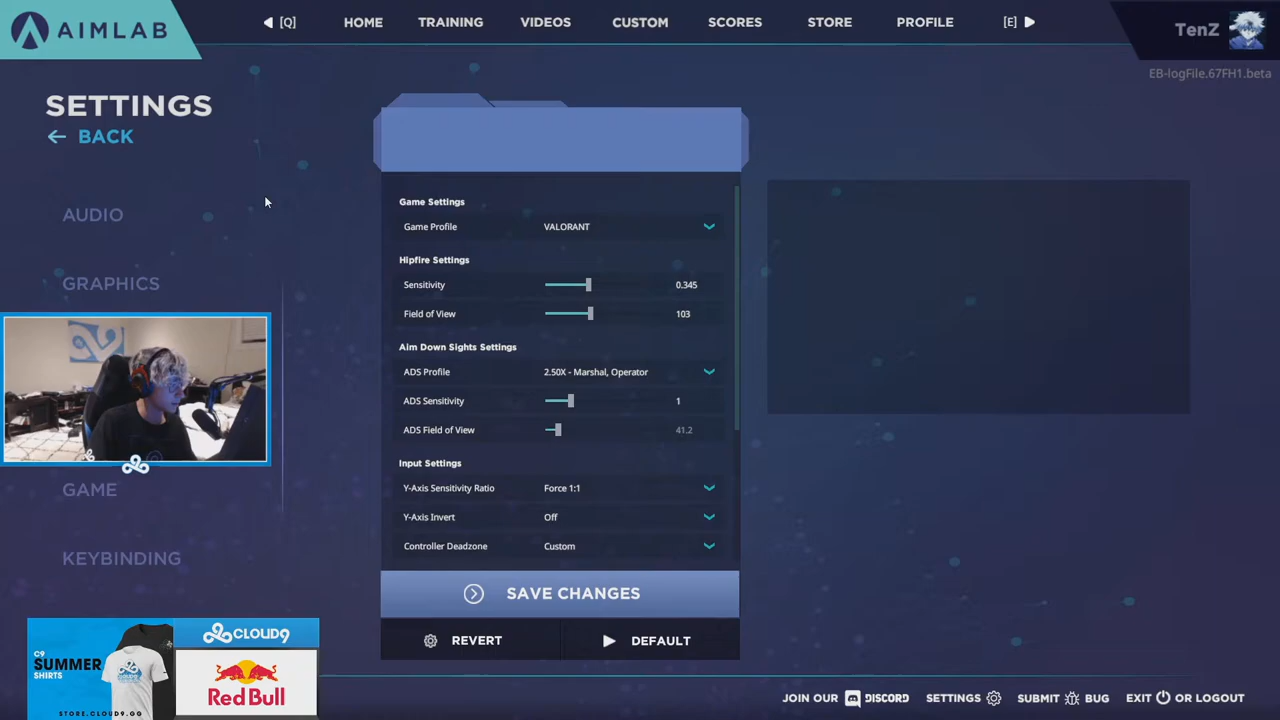 AIMLAB
[Q]
HOME
TRAINING
VIDEOS
CUSTOM
SCORES
STORE
PROFILE
[E]
TenZ
EB-logFile.67FH1.beta
SETTINGS
BACK
AUDIO
GRAPHICS
GAME
KEYBINDING
Game Settings
Game Profile VALORANT
Hipfire Settings
Sensitivity 0.345
Field of View 103
Aim Down Sights Settings
ADS Profile 2.50X - Marshal, Operator
ADS Sensitivity 1
ADS Field of View 41.2
Input Settings
Y-Axis Sensitivity Ratio Force 1:1
Y-Axis Invert Off
Controller Deadzone Custom
SAVE CHANGES
REVERT
DEFAULT
C9
SUMMER
SHIRTS
STORE.CLOUD9.GG
CLOUD9
Red Bull
JOIN OUR DISCORD
SETTINGS
SUBMIT BUG
EXIT OR LOGOUT